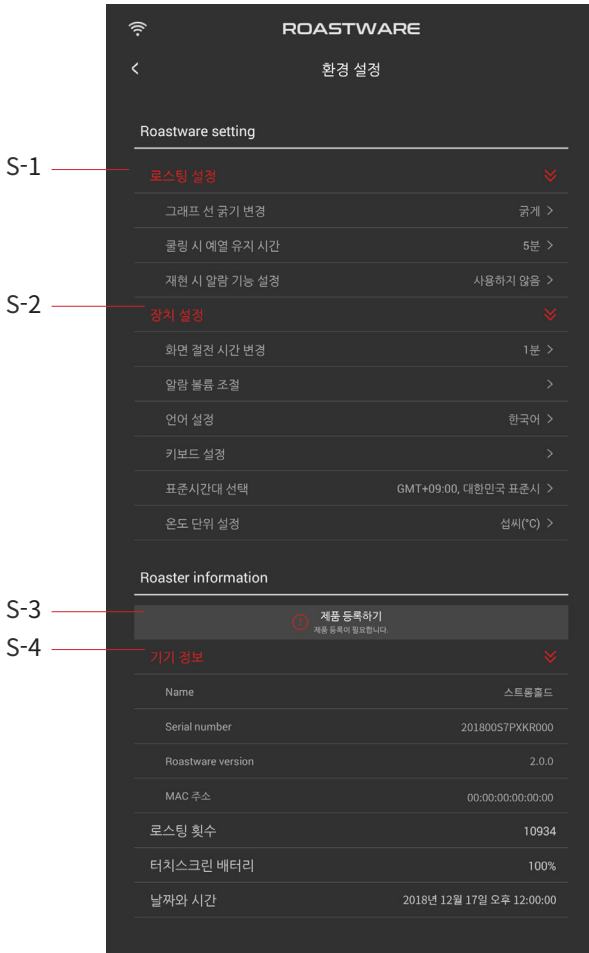 ROASTWARE
환경 설정
Roastware setting
S-1
로스팅 설정
그래프 선 굵기 변경 굵게
쿨링 시 예열 유지 시간 5분
재현 시 알람 기능 설정 사용하지 않음
S-2
장치 설정
화면 절전 시간 변경 1분
알람 볼륨 조절
언어 설정 한국어
키보드 설정
표준시간대 선택 GMT+09:00, 대한민국 표준시
온도 단위 설정 섭씨(°C)
Roaster information
S-3
제품 등록하기
제품 등록이 필요합니다.
S-4
기기 정보
Name 스트롱홀드
Serial number 201800S7PXKR000
Roastware version 2.0.0
MAC 주소 00:00:00:00:00:00
로스팅 횟수 10934
터치스크린 배터리 100%
날짜와 시간 2018년 12월 17일 오후 12:00:00